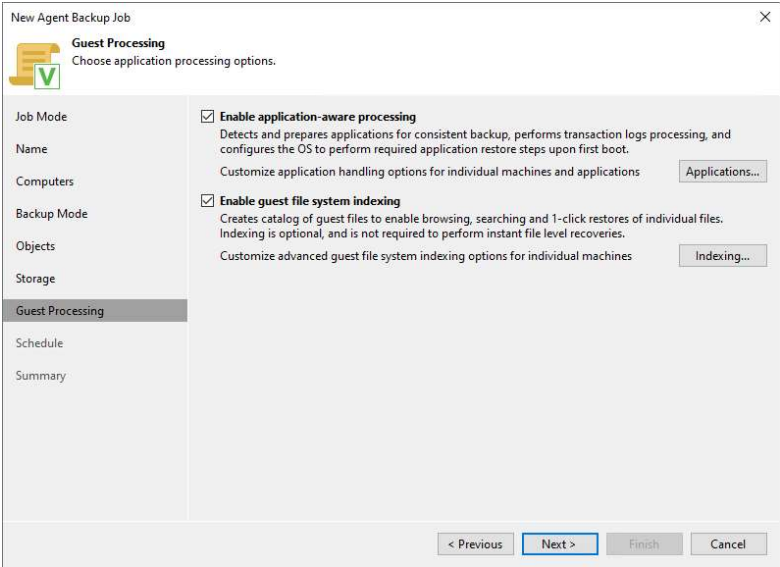 New Agent Backup Job
Guest Processing
Choose application processing options.
Job Mode
Name
Computers
Backup Mode
Objects
Storage
Guest Processing
Schedule
Summary
Enable application-aware processing
Detects and prepares applications for consistent backup, performs transaction logs processing, and
configures the OS to perform required application restore steps upon first boot.
Customize application handling options for individual machines and applications
Applications...
Enable guest file system indexing
Creates catalog of guest files to enable browsing, searching and 1-click restores of individual files.
Indexing is optional, and is not required to perform instant file level recoveries.
Customize advanced guest file system indexing options for individual machines
Indexing...
< Previous
Next >
Finish
Cancel
V